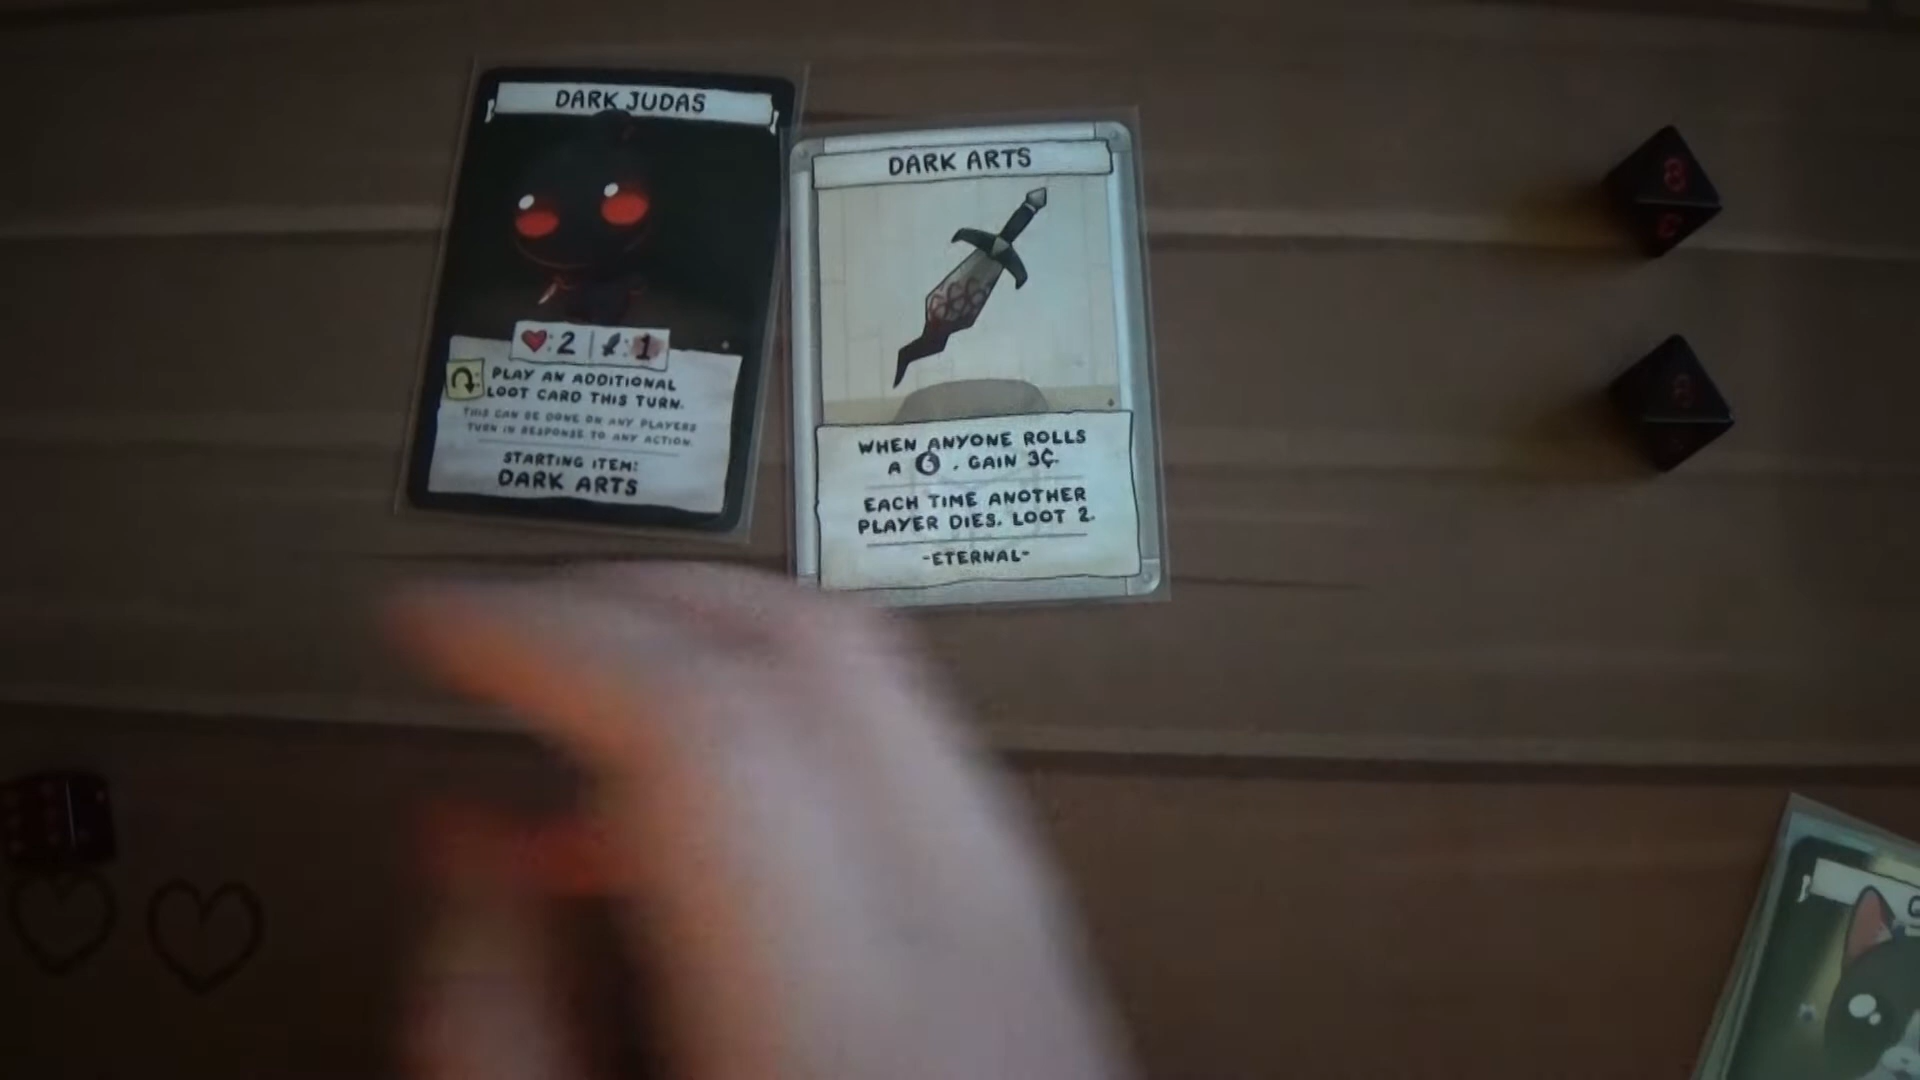 DARK JUDAS
2 1
PLAY AN ADDITIONAL
LOOT CARD THIS TURN.
THIS CAN BE DONE ON ANY PLAYERS
TURN IN RESPONSE TO ANY ACTION.
STARTING ITEM:
DARK ARTS
DARK ARTS
666
WHEN ANYONE ROLLS
A 6, GAIN 3¢.
EACH TIME ANOTHER
PLAYER DIES, LOOT 2.
-ETERNAL-
8